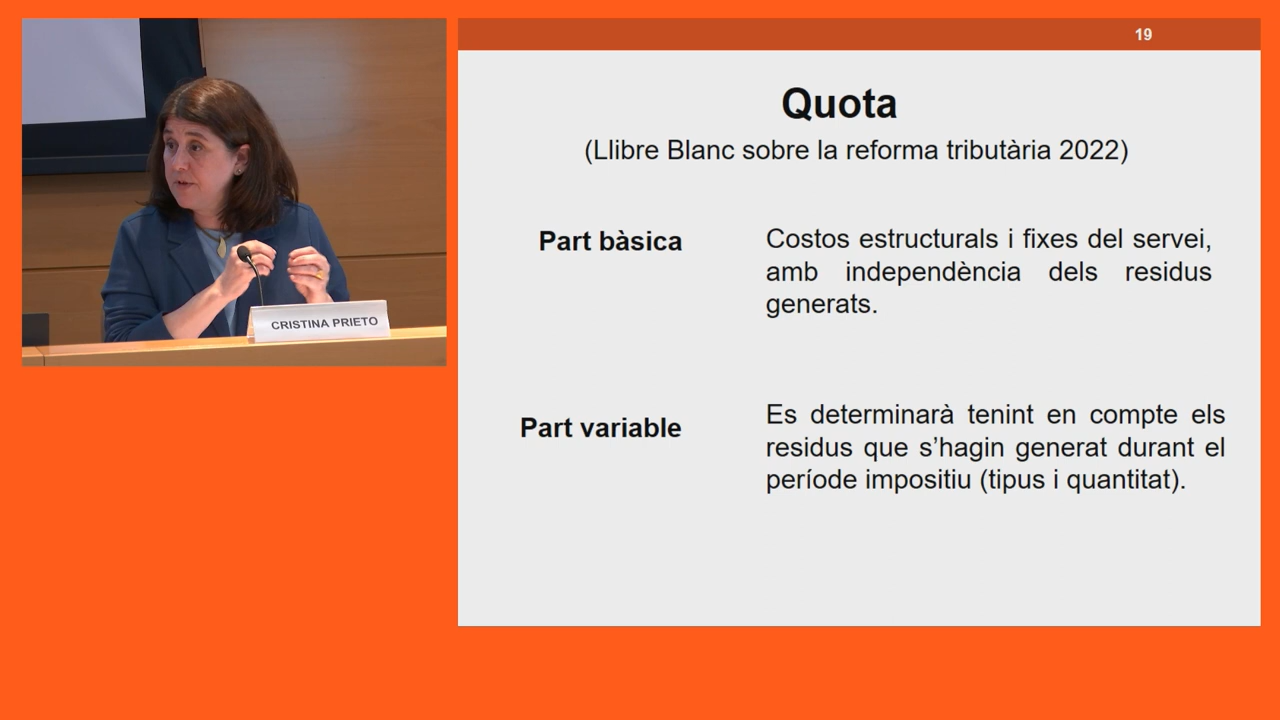 CRISTINA PRIETO
19
Quota
(Llibre Blanc sobre la reforma tributària 2022)
Part bàsica
Costos estructurals i fixes del servei,
amb independència dels residus
generats.
Part variable
Es determinarà tenint en compte els
residus que s’hagin generat durant el
període impositiu (tipus i quantitat).